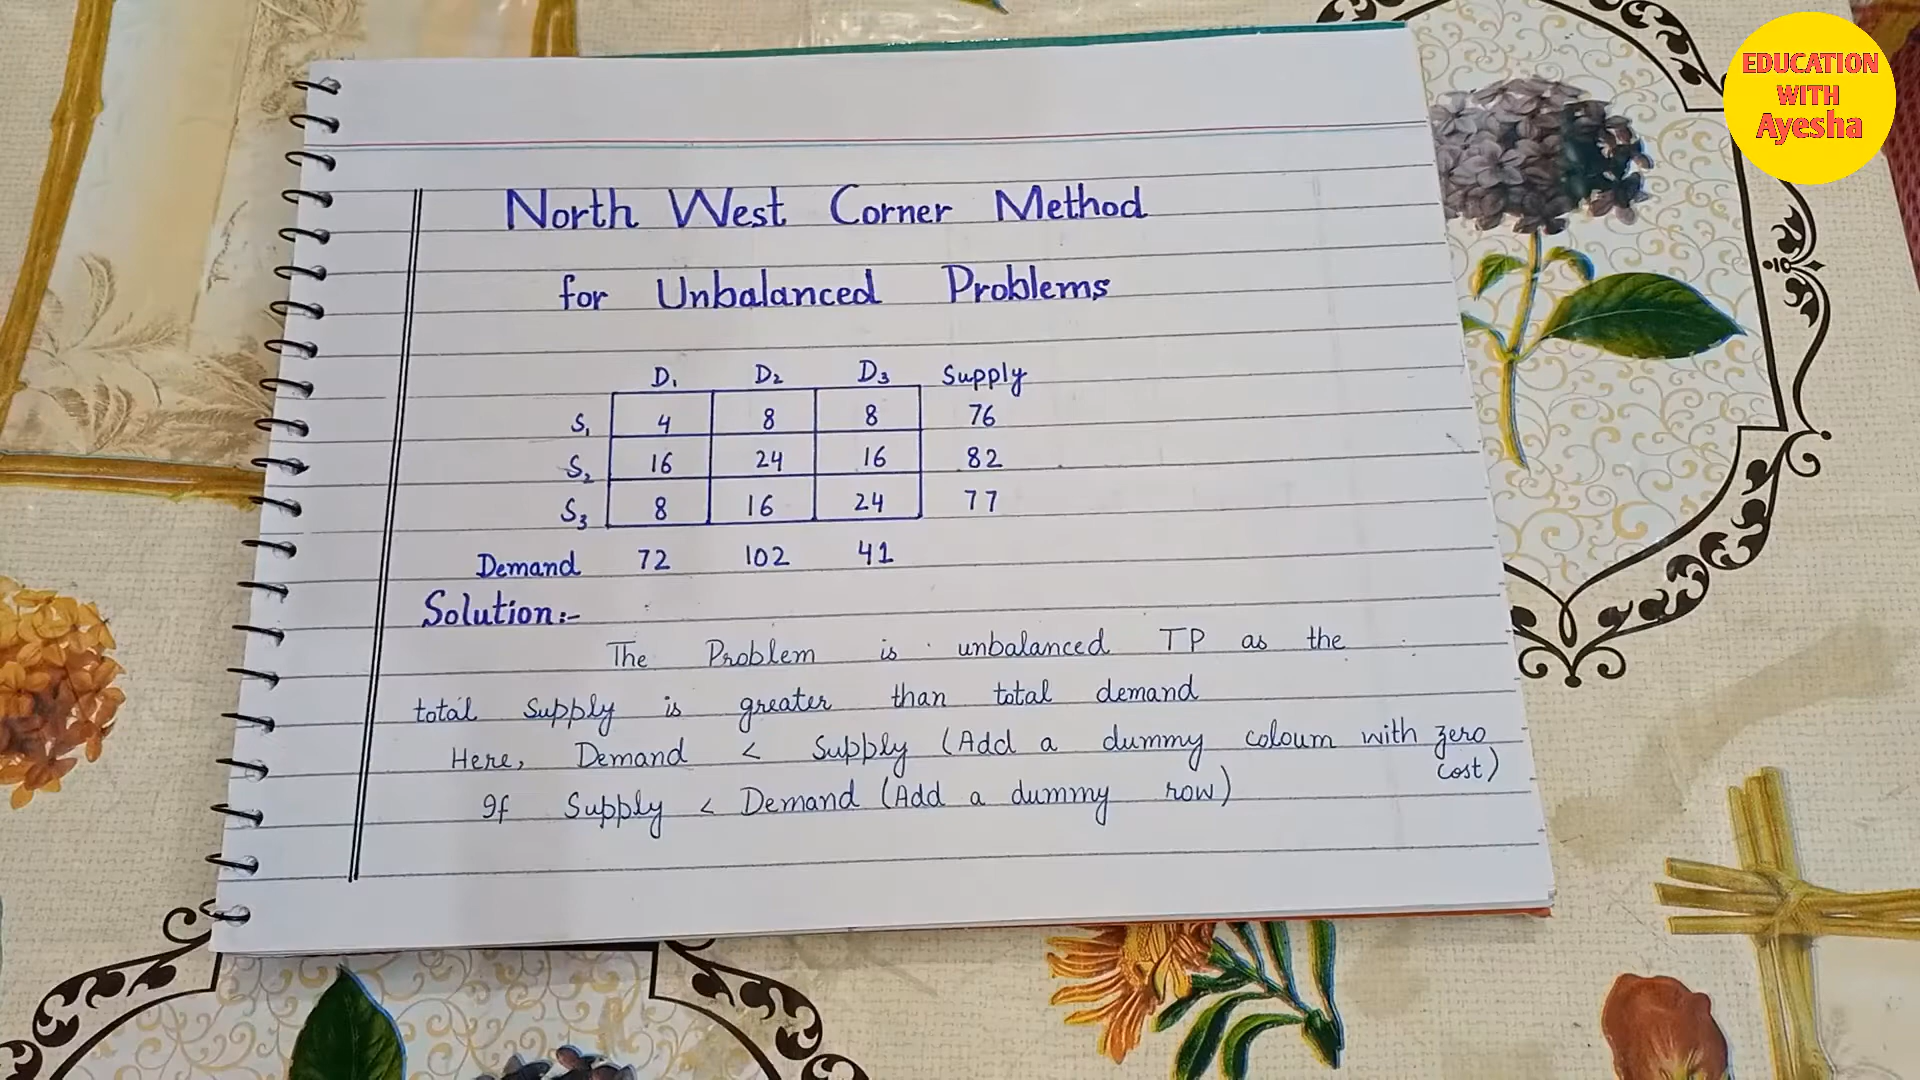 EDUCATION
WITH
Ayesha
North West Corner Method
for Unbalanced Problems
D₁ D₂ D₃ Supply
S₁ 4 8 8 76
S₂ 16 24 16 82
S₃ 8 16 24 77
Demand 72 102 41
Solution:-
The Problem is unbalanced TP as the
total supply is greater than total demand
Here, Demand < Supply (Add a dummy coloum with zero
cost)
If Supply < Demand (Add a dummy row)